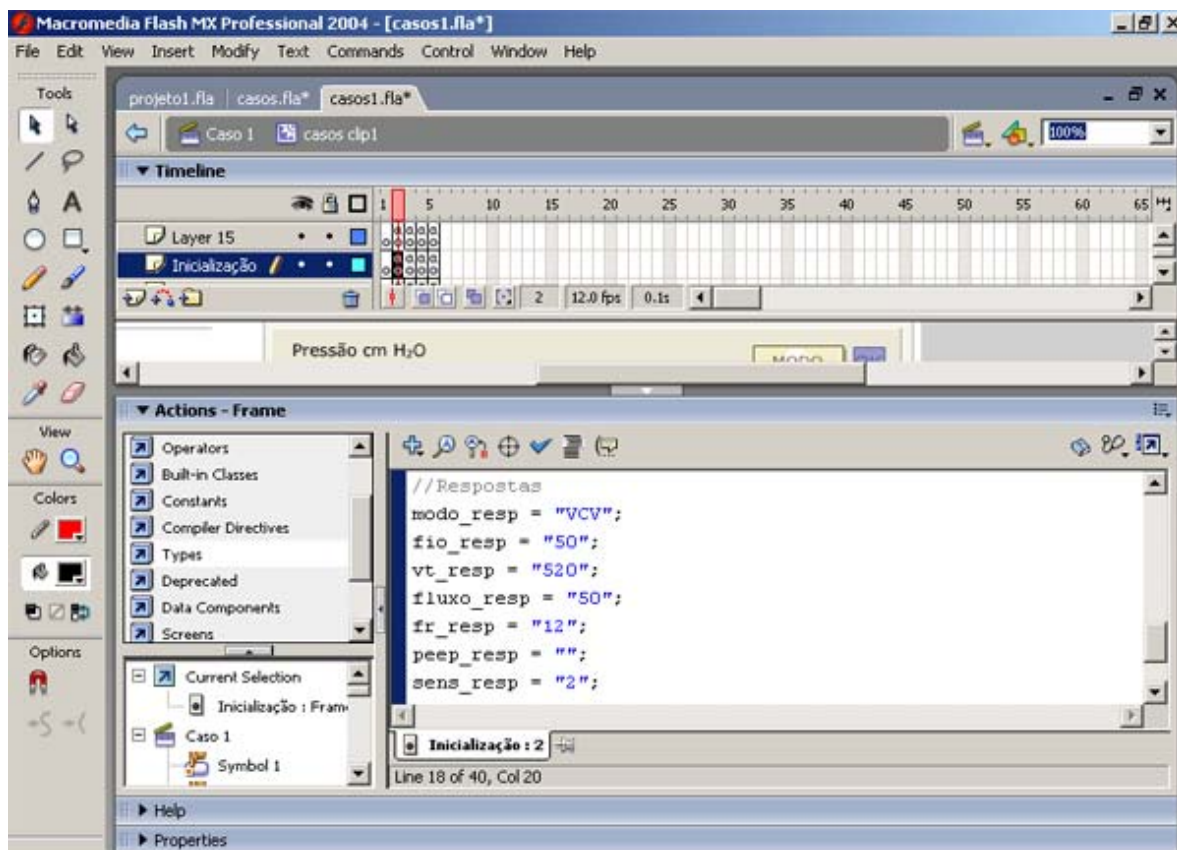 Macromedia Flash MX Professional 2004 - [casos1.fla*]
File Edit View Insert Modify Text Commands Control Window Help
Tools
View
Colors
Options
projeto1.fla casos.fla* casos1.fla*
Caso 1 casos clip1 100%
Timeline
1 5 10 15 20 25 30 35 40 45 50 55 60 65
Layer 15
Inicialização
2 12.0 fps 0.1s
Pressão cm H₂O
MODO
Actions - Frame
Operators
Built-in Classes
Constants
Compiler Directives
Types
Deprecated
Data Components
Screens
Current Selection
Inicialização : Fram
Caso 1
Symbol 1
//Respostas
modo_resp = "VCV";
fio_resp = "50";
vt_resp = "520";
fluxo_resp = "50";
fr_resp = "12";
peep_resp = "";
sens_resp = "2";
Inicialização : 2
Line 18 of 40, Col 20
Help
Properties